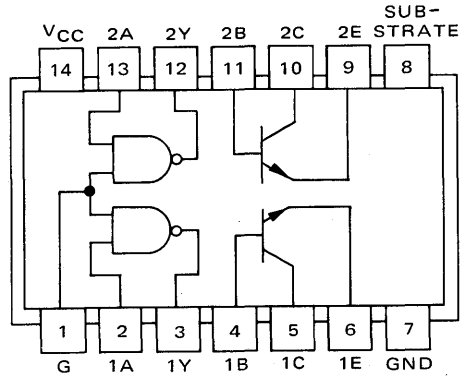 VCC 2A 2Y 2B 2C 2E SUB-
STRATE
14 13 12 11 10 9 8
1 2 3 4 5 6 7
G 1A 1Y 1B 1C 1E GND